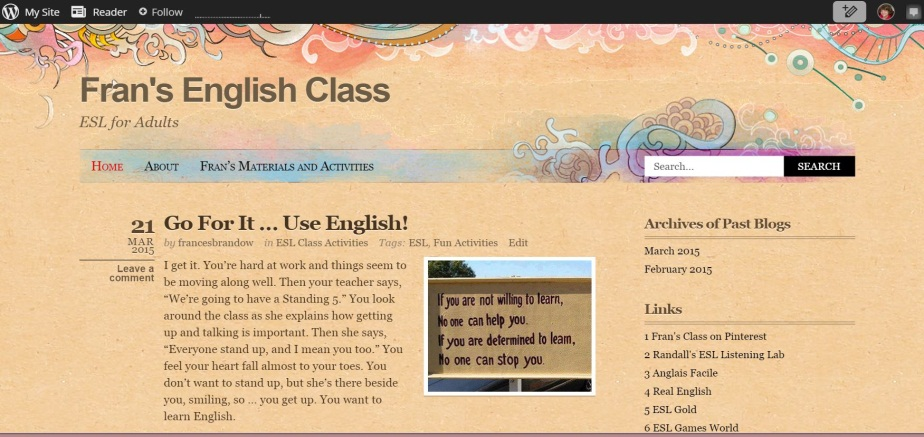 My Site Reader Follow
Fran's English Class
ESL for Adults
Home About Fran's Materials and Activities
Search... SEARCH
21
MAR
2015
Leave a
comment
Go For It ... Use English!
by francesbrandow in ESL Class Activities Tags: ESL, Fun Activities Edit
I get it. You're hard at work and things seem to
be moving along well. Then your teacher says,
“We're going to have a Standing 5.” You look
around the class as she explains how getting
up and talking is important. Then she says,
“Everyone stand up, and I mean you too.” You
feel your heart fall almost to your toes. You
don't want to stand up, but she's there beside
you, smiling, so ... you get up. You want to
learn English.
If you are not willing to learn,
No one can help you.
If you are determined to learn,
No one can stop you.
Archives of Past Blogs
March 2015
February 2015
Links
1 Fran's Class on Pinterest
2 Randall's ESL Listening Lab
3 Anglais Facile
4 Real English
5 ESL Gold
6 ESL Games World